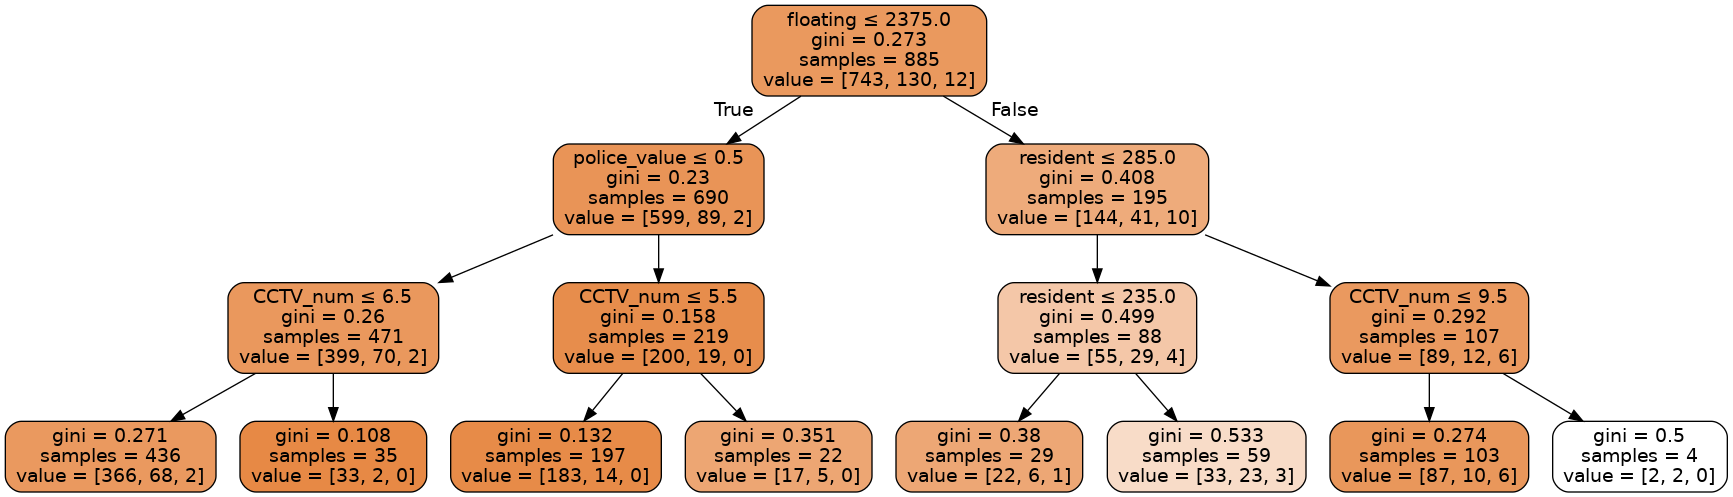 floating ≤ 2375.0
gini = 0.273
samples = 885
value = [743, 130, 12]
True
False
police_value ≤ 0.5
gini = 0.23
samples = 690
value = [599, 89, 2]
resident ≤ 285.0
gini = 0.408
samples = 195
value = [144, 41, 10]
CCTV_num ≤ 6.5
gini = 0.26
samples = 471
value = [399, 70, 2]
CCTV_num ≤ 5.5
gini = 0.158
samples = 219
value = [200, 19, 0]
resident ≤ 235.0
gini = 0.499
samples = 88
value = [55, 29, 4]
CCTV_num ≤ 9.5
gini = 0.292
samples = 107
value = [89, 12, 6]
gini = 0.271
samples = 436
value = [366, 68, 2]
gini = 0.108
samples = 35
value = [33, 2, 0]
gini = 0.132
samples = 197
value = [183, 14, 0]
gini = 0.351
samples = 22
value = [17, 5, 0]
gini = 0.38
samples = 29
value = [22, 6, 1]
gini = 0.533
samples = 59
value = [33, 23, 3]
gini = 0.274
samples = 103
value = [87, 10, 6]
gini = 0.5
samples = 4
value = [2, 2, 0]